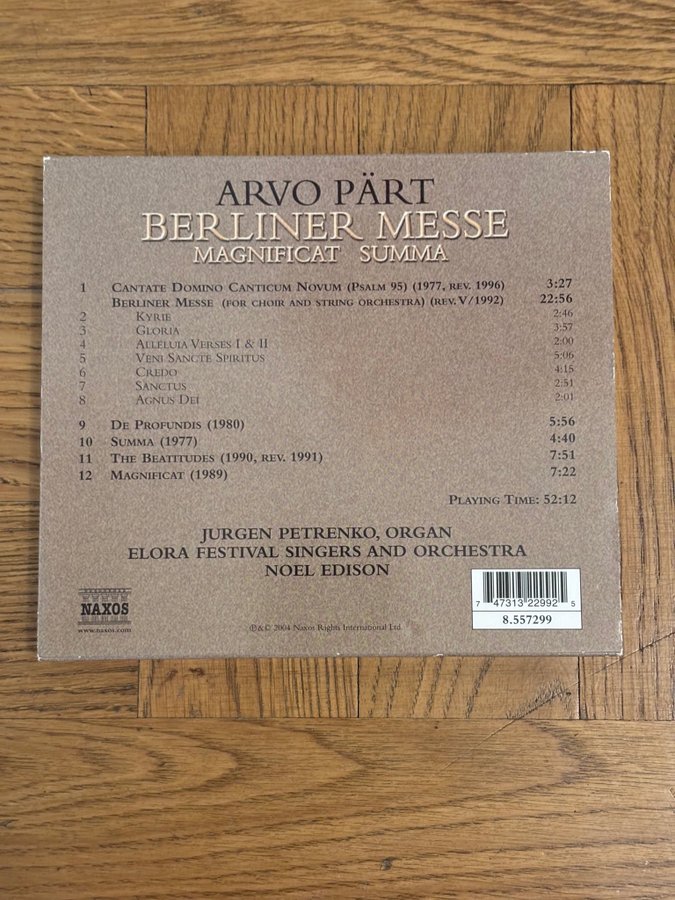 ARVO PÄRT
BERLINER MESSE
MAGNIFICAT SUMMA
1 CANTATE DOMINO CANTICUM NOVUM (PSALM 95) (1977, REV. 1996) 3:27
BERLINER MESSE (FOR CHOIR AND STRING ORCHESTRA) (REV. V/1992) 22:56
2 KYRIE 2:46
3 GLORIA 3:57
4 ALLELUIA VERSES I & II 2:00
5 VENI SANCTE SPIRITUS 5:06
6 CREDO 4:15
7 SANCTUS 2:51
8 AGNUS DEI 2:01
9 DE PROFUNDIS (1980) 5:56
10 SUMMA (1977) 4:40
11 THE BEATITUDES (1990, REV. 1991) 7:51
12 MAGNIFICAT (1989) 7:22
PLAYING TIME: 52:12
JURGEN PETRENKO, ORGAN
ELORA FESTIVAL SINGERS AND ORCHESTRA
NOEL EDISON
NAXOS
www.naxos.com
℗&© 2004 Naxos Rights International Ltd.
7 47313 22992 5
8.557299